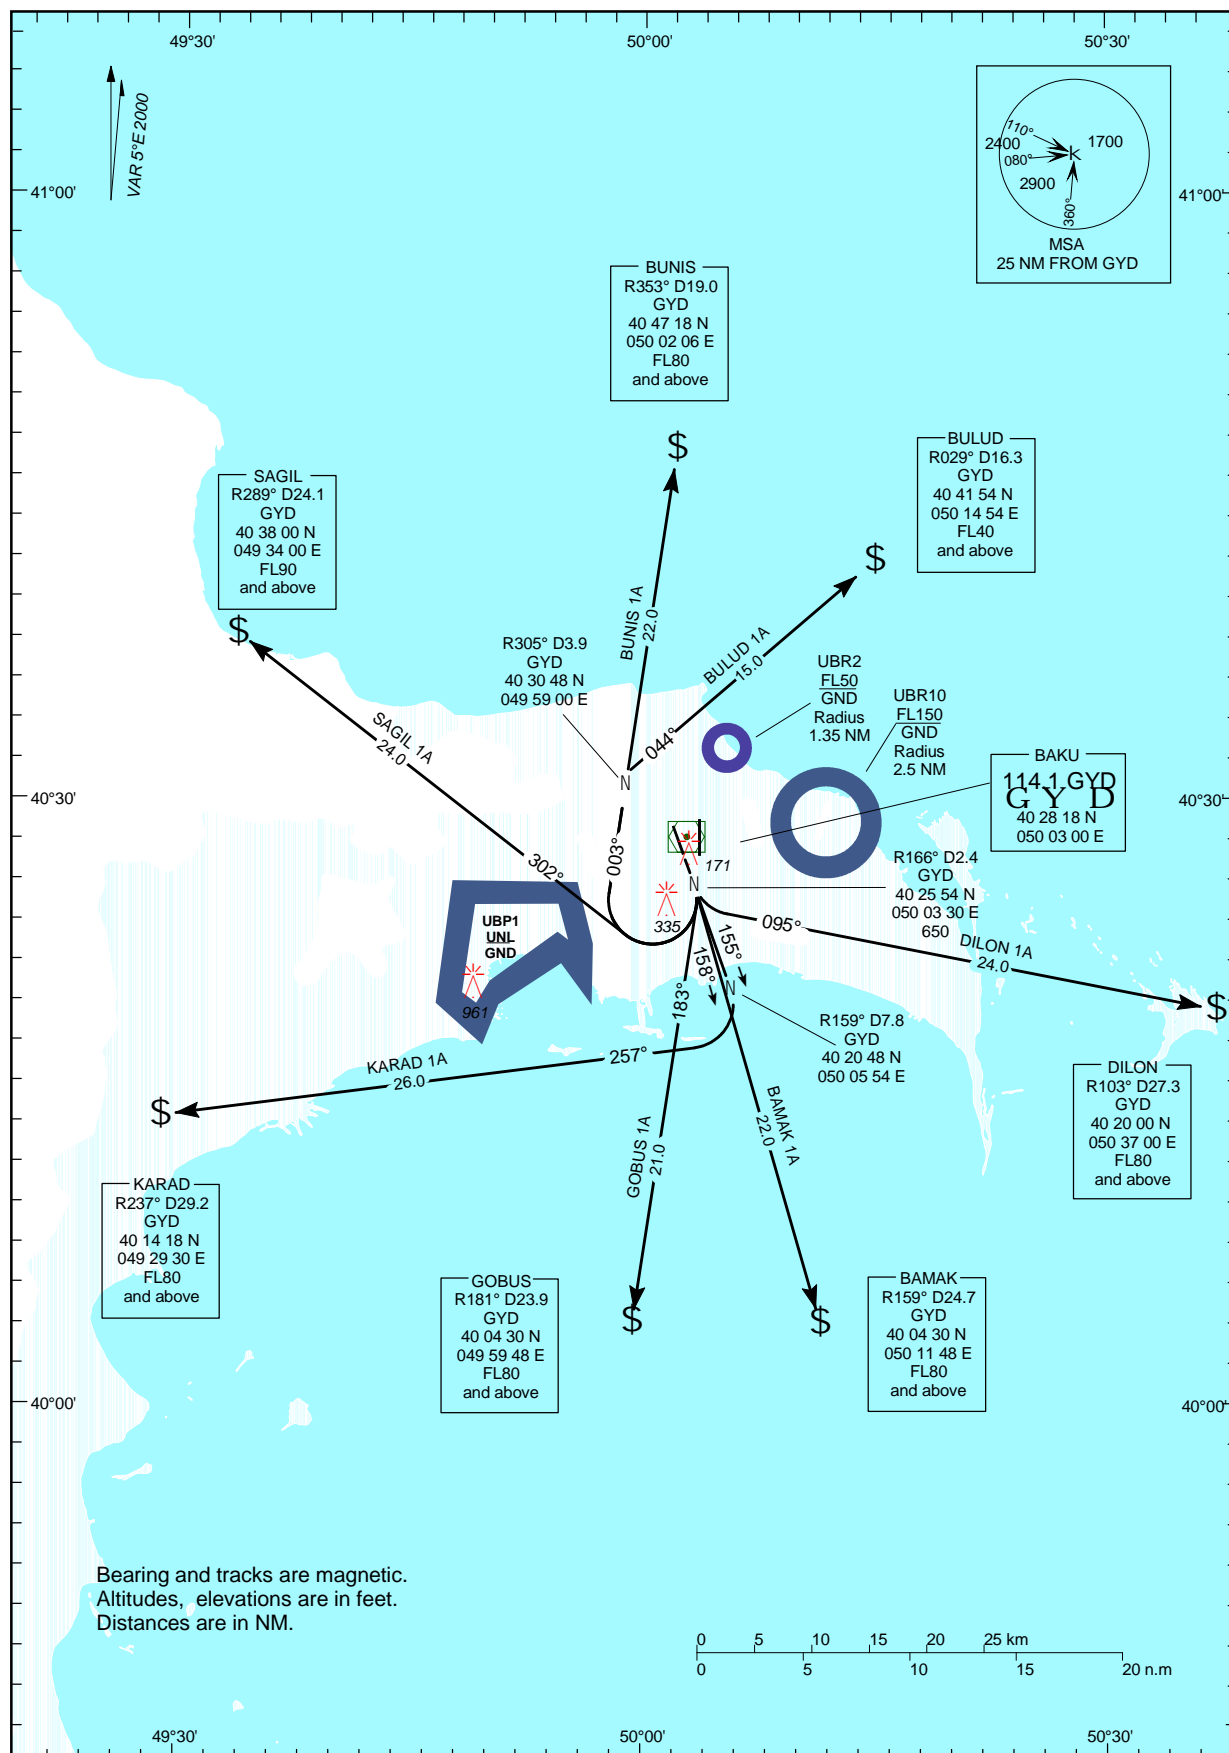 49°30'
50°00'
50°30'
VAR 5°E 2000
41°00'
41°00'
110°
2400
1700
080°
K
2900
360°
MSA
25 NM FROM GYD
BUNIS
R353° D19.0
GYD
40 47 18 N
050 02 06 E
FL80
and above
$
BULUD
R029° D16.3
GYD
40 41 54 N
050 14 54 E
FL40
and above
$
SAGIL
R289° D24.1
GYD
40 38 00 N
049 34 00 E
FL90
and above
$
R305° D3.9
GYD
40 30 48 N
049 59 00 E
BUNIS 1A
22.0
BULUD 1A
15.0
UBR2
FL50
GND
Radius
1.35 NM
UBR10
FL150
GND
Radius
2.5 NM
SAGIL 1A
24.0
044°
N
BAKU
114.1 GYD
G Y D
40 28 18 N
050 03 00 E
40°30'
40°30'
003°
302°
171
N
R166° D2.4
GYD
40 25 54 N
050 03 30 E
650
335
UBP1
UNL
GND
961
095°
DILON 1A
24.0
$
155°
158°
183°
N
R159° D7.8
GYD
40 20 48 N
050 05 54 E
257°
KARAD 1A
26.0
$
DILON
R103° D27.3
GYD
40 20 00 N
050 37 00 E
FL80
and above
GOBUS 1A
21.0
BAMAK 1A
22.0
KARAD
R237° D29.2
GYD
40 14 18 N
049 29 30 E
FL80
and above
$
$
GOBUS
R181° D23.9
GYD
40 04 30 N
049 59 48 E
FL80
and above
BAMAK
R159° D24.7
GYD
40 04 30 N
050 11 48 E
FL80
and above
40°00'
40°00'
Bearing and tracks are magnetic.
Altitudes, elevations are in feet.
Distances are in NM.
0 5 10 15 20 25 km
0 5 10 15 20 n.m
49°30'
50°00'
50°30'